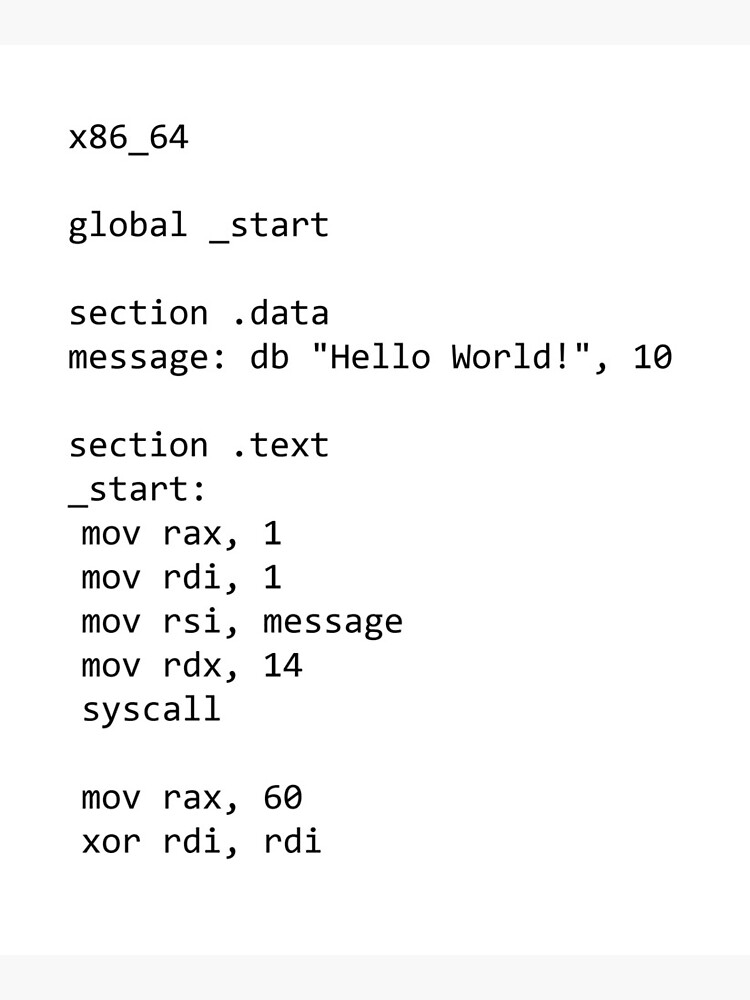 x86_64
global _start
section .data
message: db "Hello World!", 10
section .text
_start:
mov rax, 1
mov rdi, 1
mov rsi, message
mov rdx, 14
syscall
mov rax, 60
xor rdi, rdi